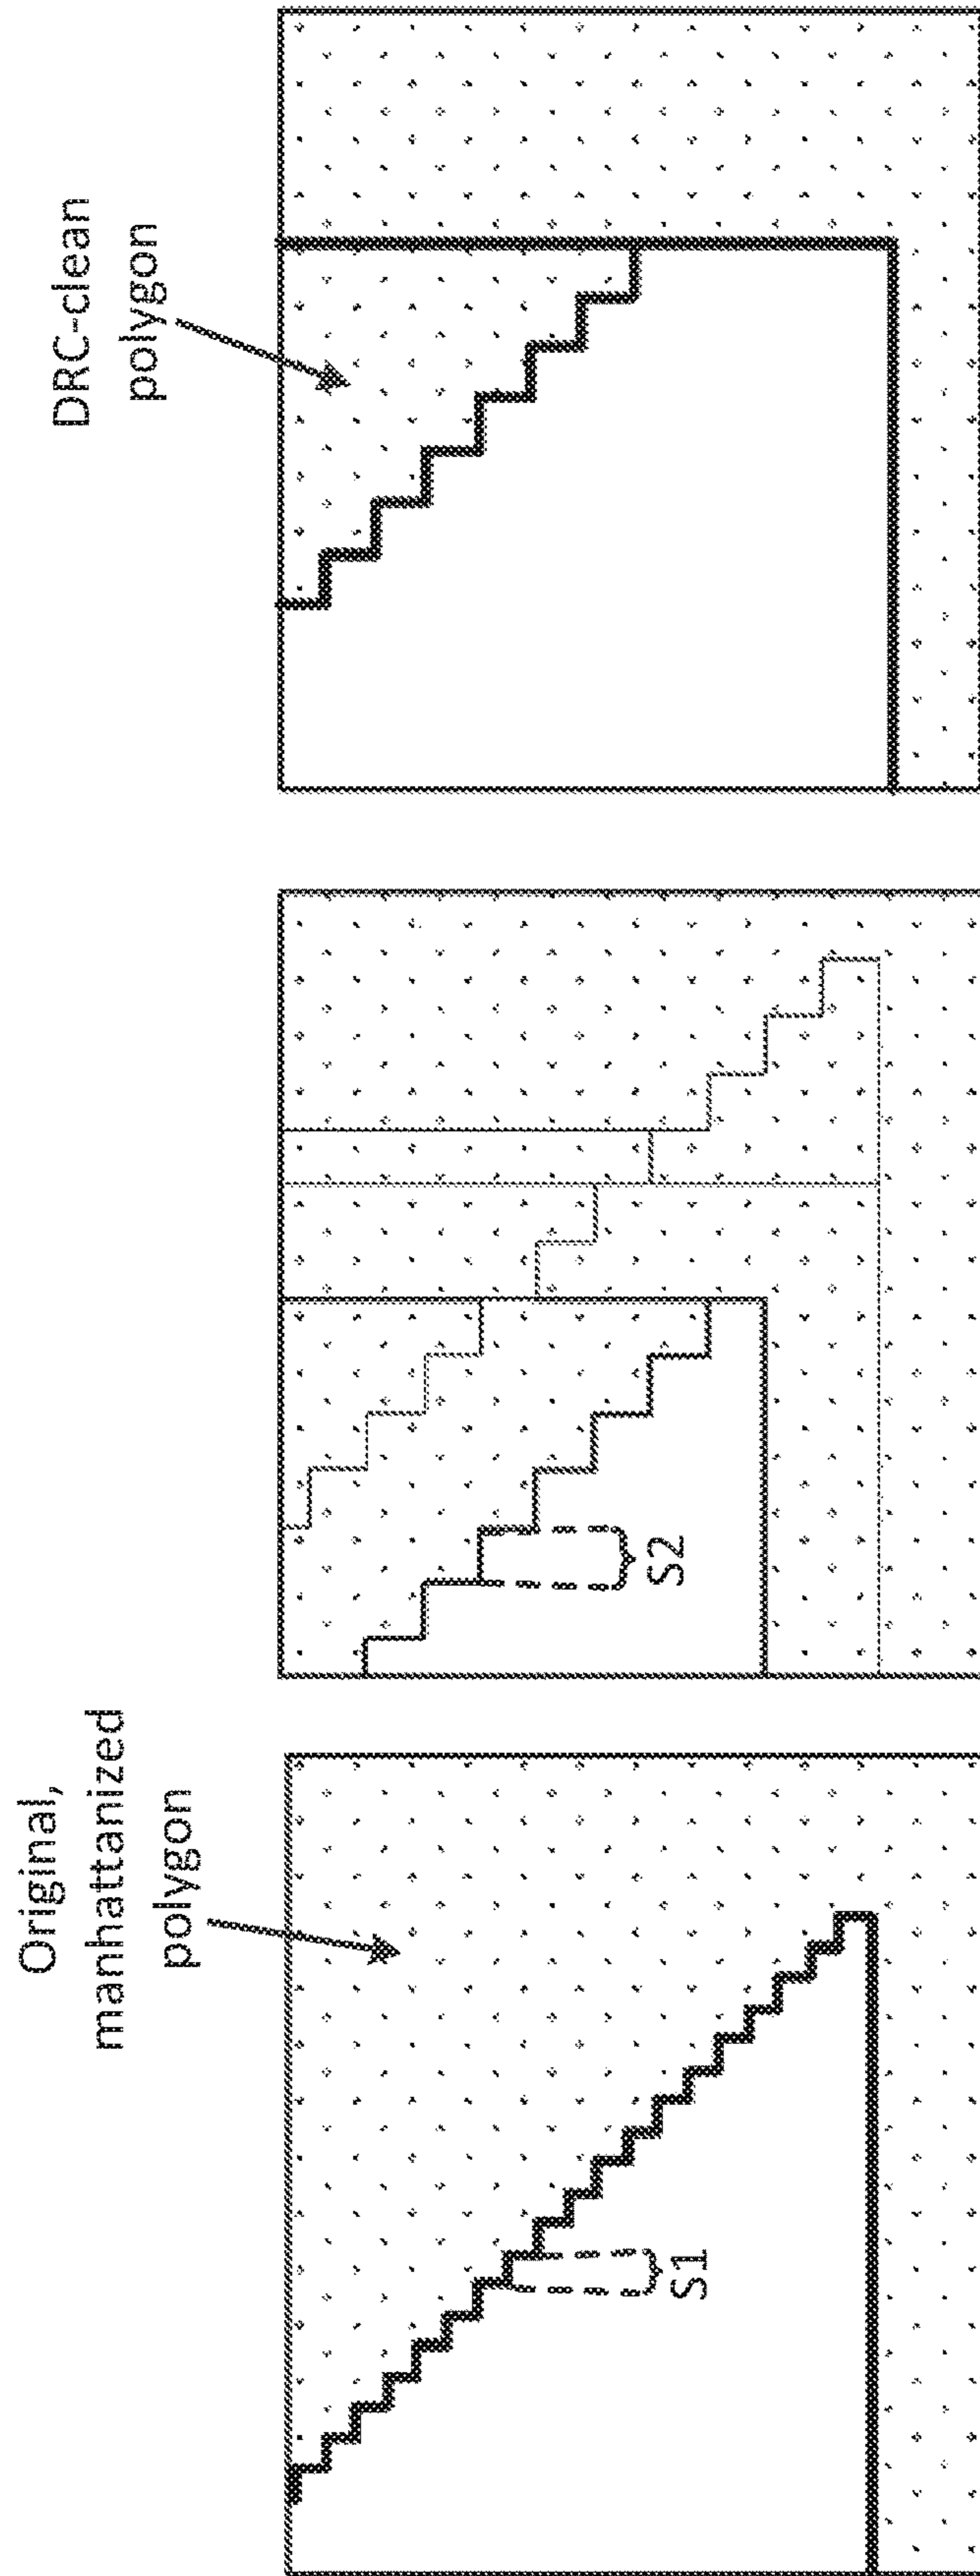 Original,
manhattanized
polygon
S1
S2
DRC-clean
polygon